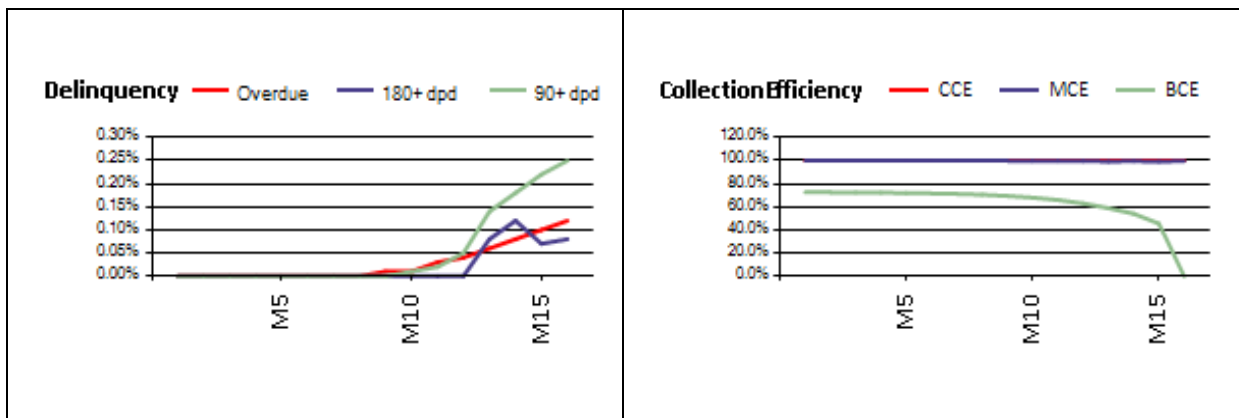 Delinquency Overdue 180+ dpd 90+ dpd
0.30%
0.25%
0.20%
0.15%
0.10%
0.05%
0.00%
M5
M10
M15
Collection Efficiency CCE MCE BCE
120.0%
100.0%
80.0%
60.0%
40.0%
20.0%
0.0%
M5
M10
M15